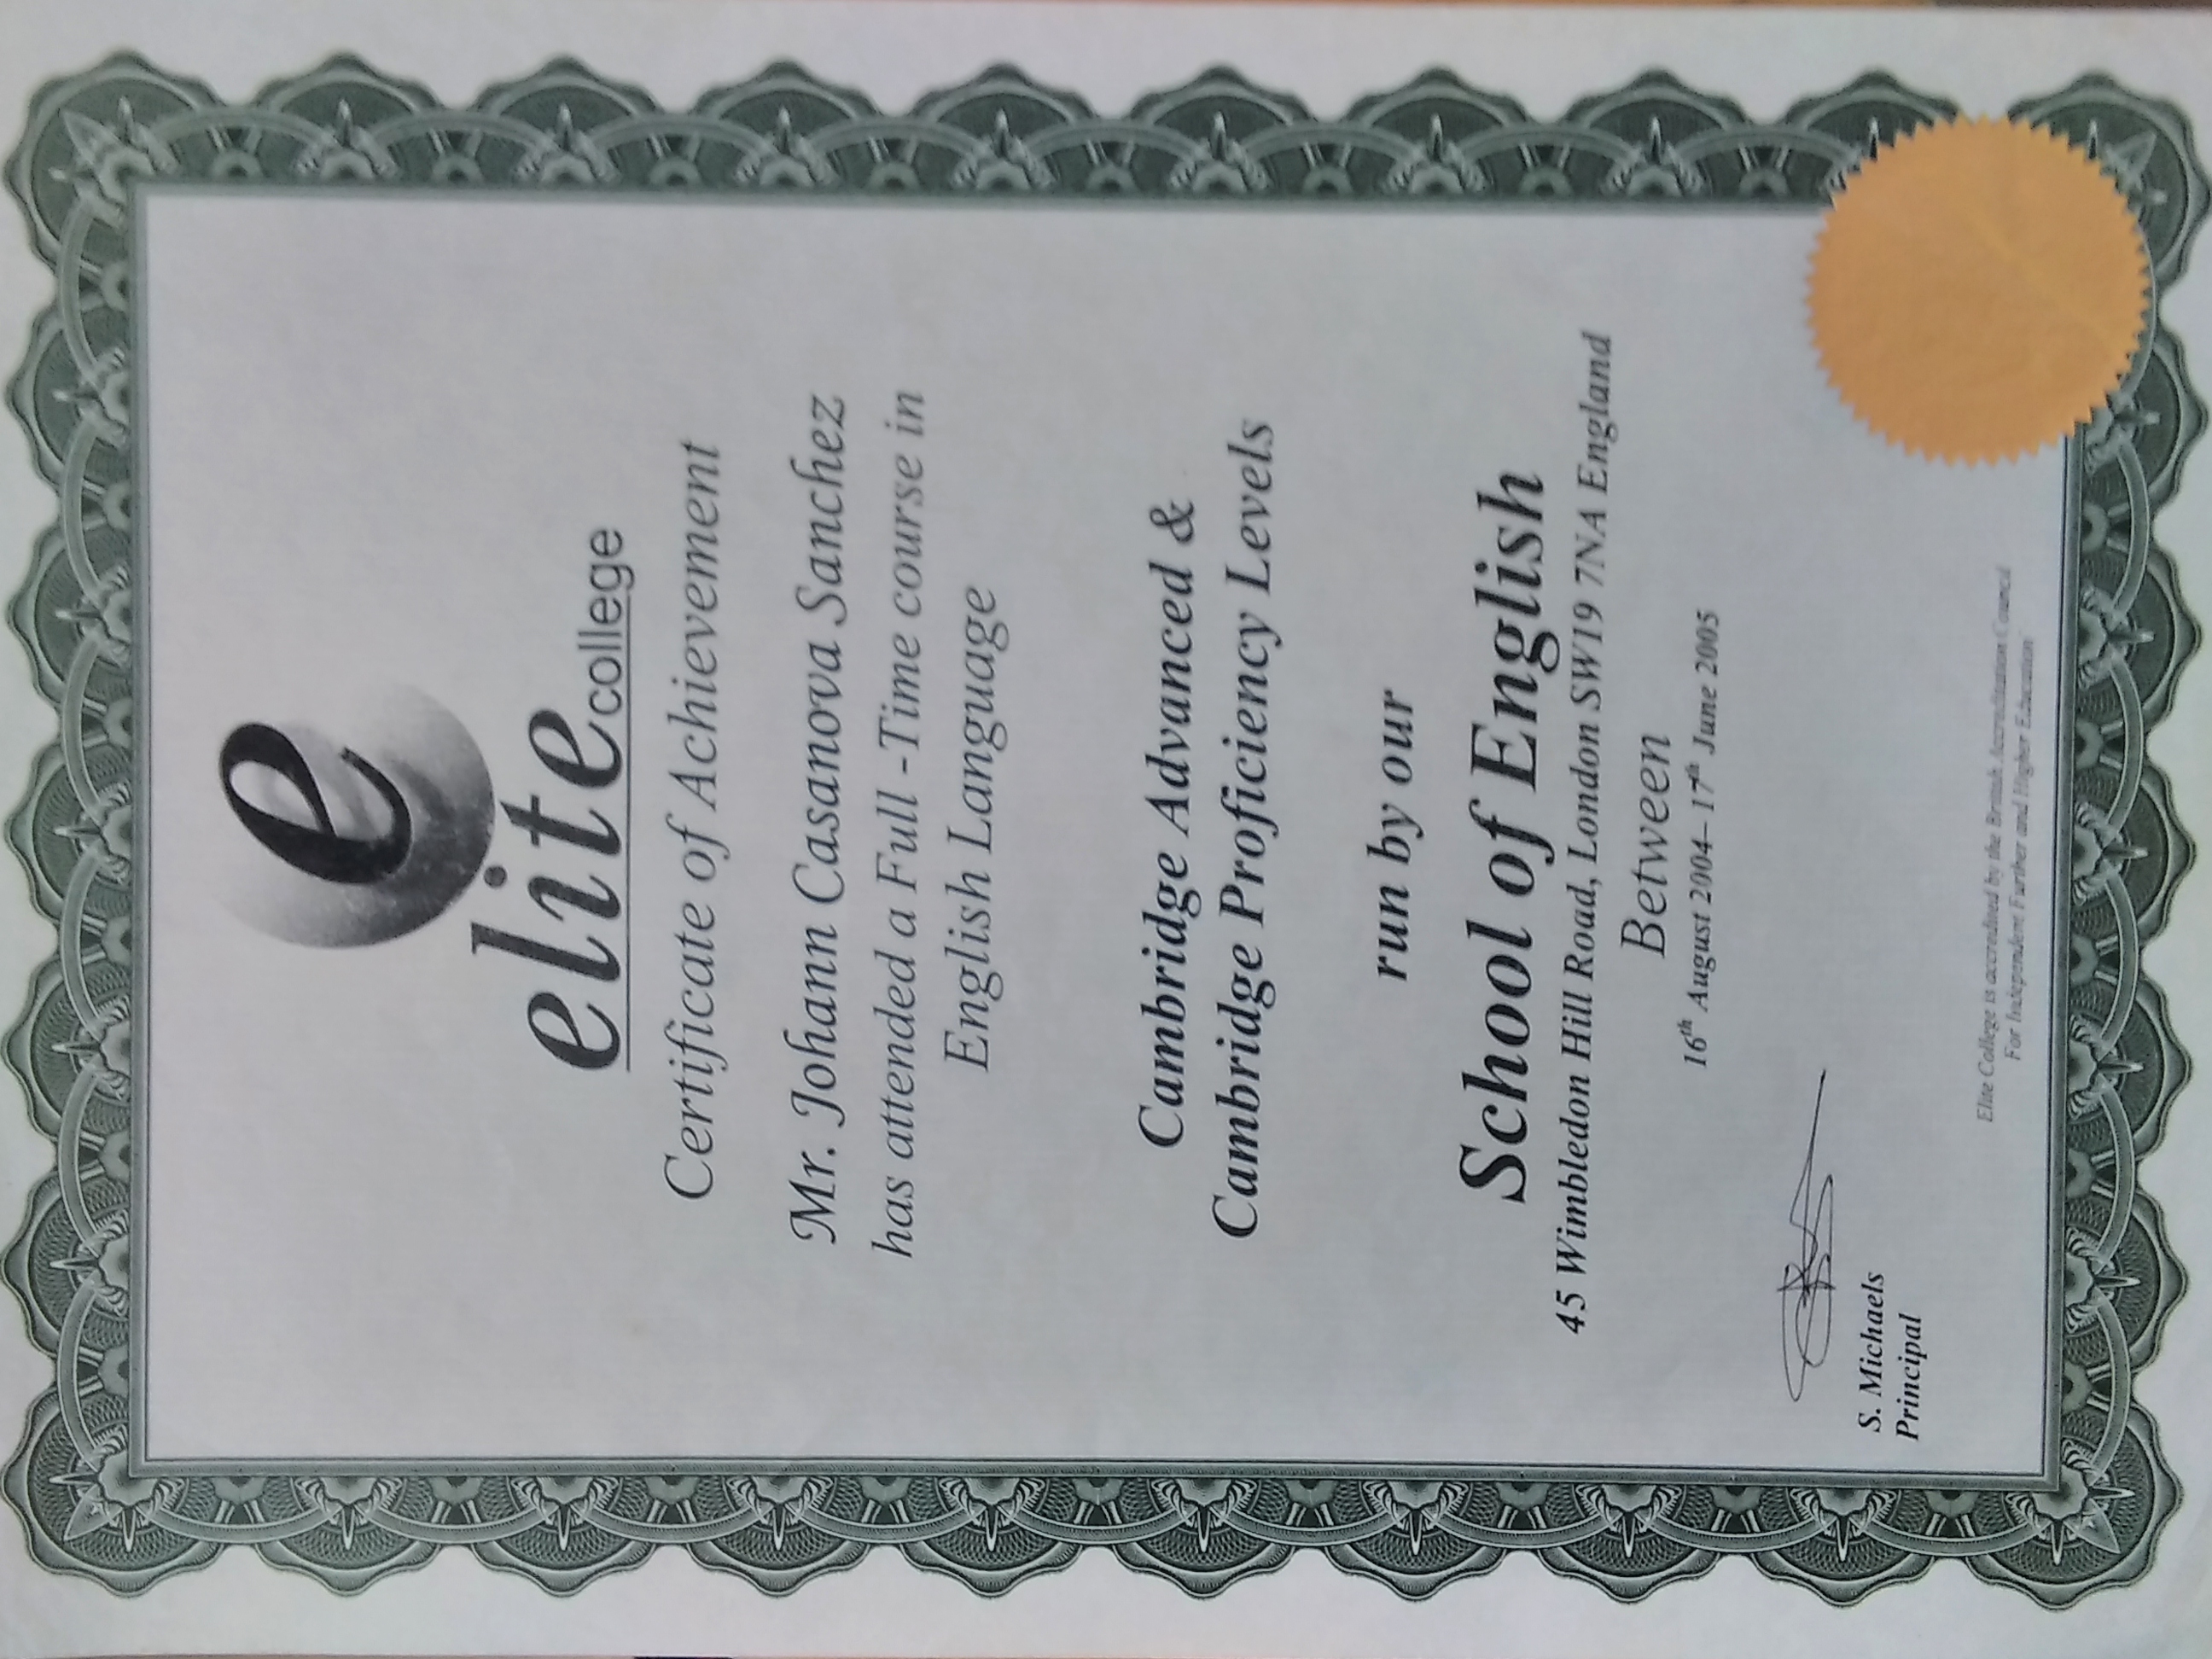 e
elite college
Certificate of Achievement
Mr. Johann Casanova Sanchez
has attended a Full -Time course in
English Language
Cambridge Advanced &
Cambridge Proficiency Levels
run by our
School of English
45 Wimbledon Hill Road, London SW19 7NA England
Between
16th August 2004– 17th June 2005
S. Michaels
Principal
Elite College is accredited by the British Accreditation Council
For Independent Further and Higher Education